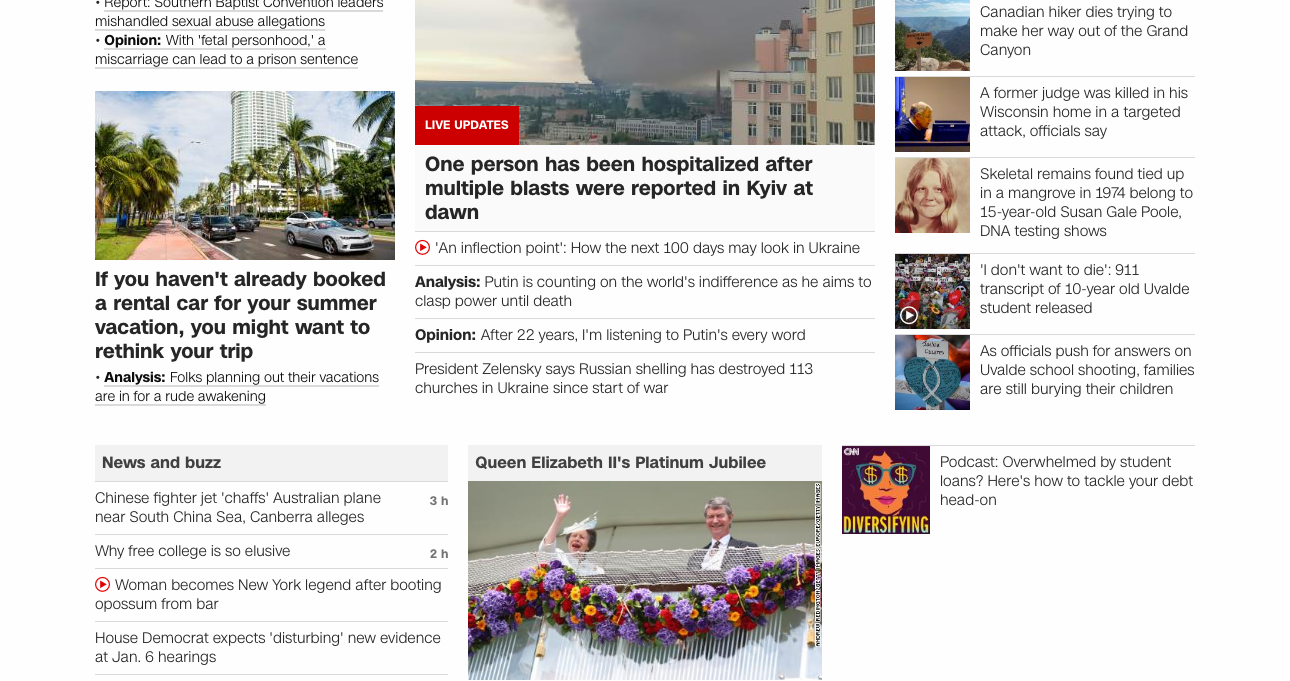 • Report: Southern Baptist Convention leaders
mishandled sexual abuse allegations
• Opinion: With 'fetal personhood,' a
miscarriage can lead to a prison sentence
If you haven't already booked
a rental car for your summer
vacation, you might want to
rethink your trip
• Analysis: Folks planning out their vacations
are in for a rude awakening
LIVE UPDATES
One person has been hospitalized after
multiple blasts were reported in Kyiv at
dawn
'An inflection point': How the next 100 days may look in Ukraine
Analysis: Putin is counting on the world's indifference as he aims to
clasp power until death
Opinion: After 22 years, I'm listening to Putin's every word
President Zelensky says Russian shelling has destroyed 113
churches in Ukraine since start of war
Canadian hiker dies trying to
make her way out of the Grand
Canyon
A former judge was killed in his
Wisconsin home in a targeted
attack, officials say
Skeletal remains found tied up
in a mangrove in 1974 belong to
15-year-old Susan Gale Poole,
DNA testing shows
'I don't want to die': 911
transcript of 10-year old Uvalde
student released
As officials push for answers on
Uvalde school shooting, families
are still burying their children
News and buzz
Chinese fighter jet 'chaffs' Australian plane
near South China Sea, Canberra alleges
3 h
Why free college is so elusive
2 h
Woman becomes New York legend after booting
opossum from bar
House Democrat expects 'disturbing' new evidence
at Jan. 6 hearings
Queen Elizabeth II's Platinum Jubilee
CNN
DIVERSIFYING
Podcast: Overwhelmed by student
loans? Here's how to tackle your debt
head-on